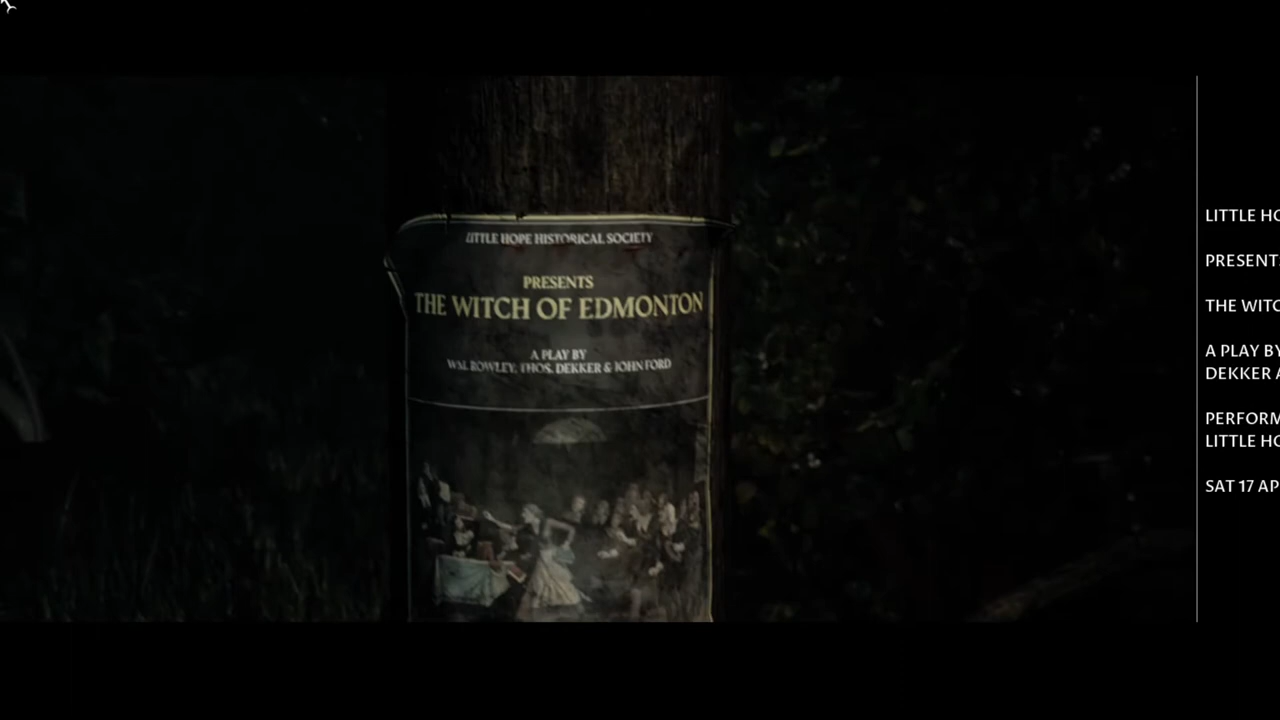 LITTLE HOPE HISTORICAL SOCIETY
PRESENTS
THE WITCH OF EDMONTON
A PLAY BY
WM. ROWLEY, THOS. DEKKER & JOHN FORD
LITTLE HO
PRESENTS
THE WITC
A PLAY BY
DEKKER A
PERFORM
LITTLE HO
SAT 17 AP